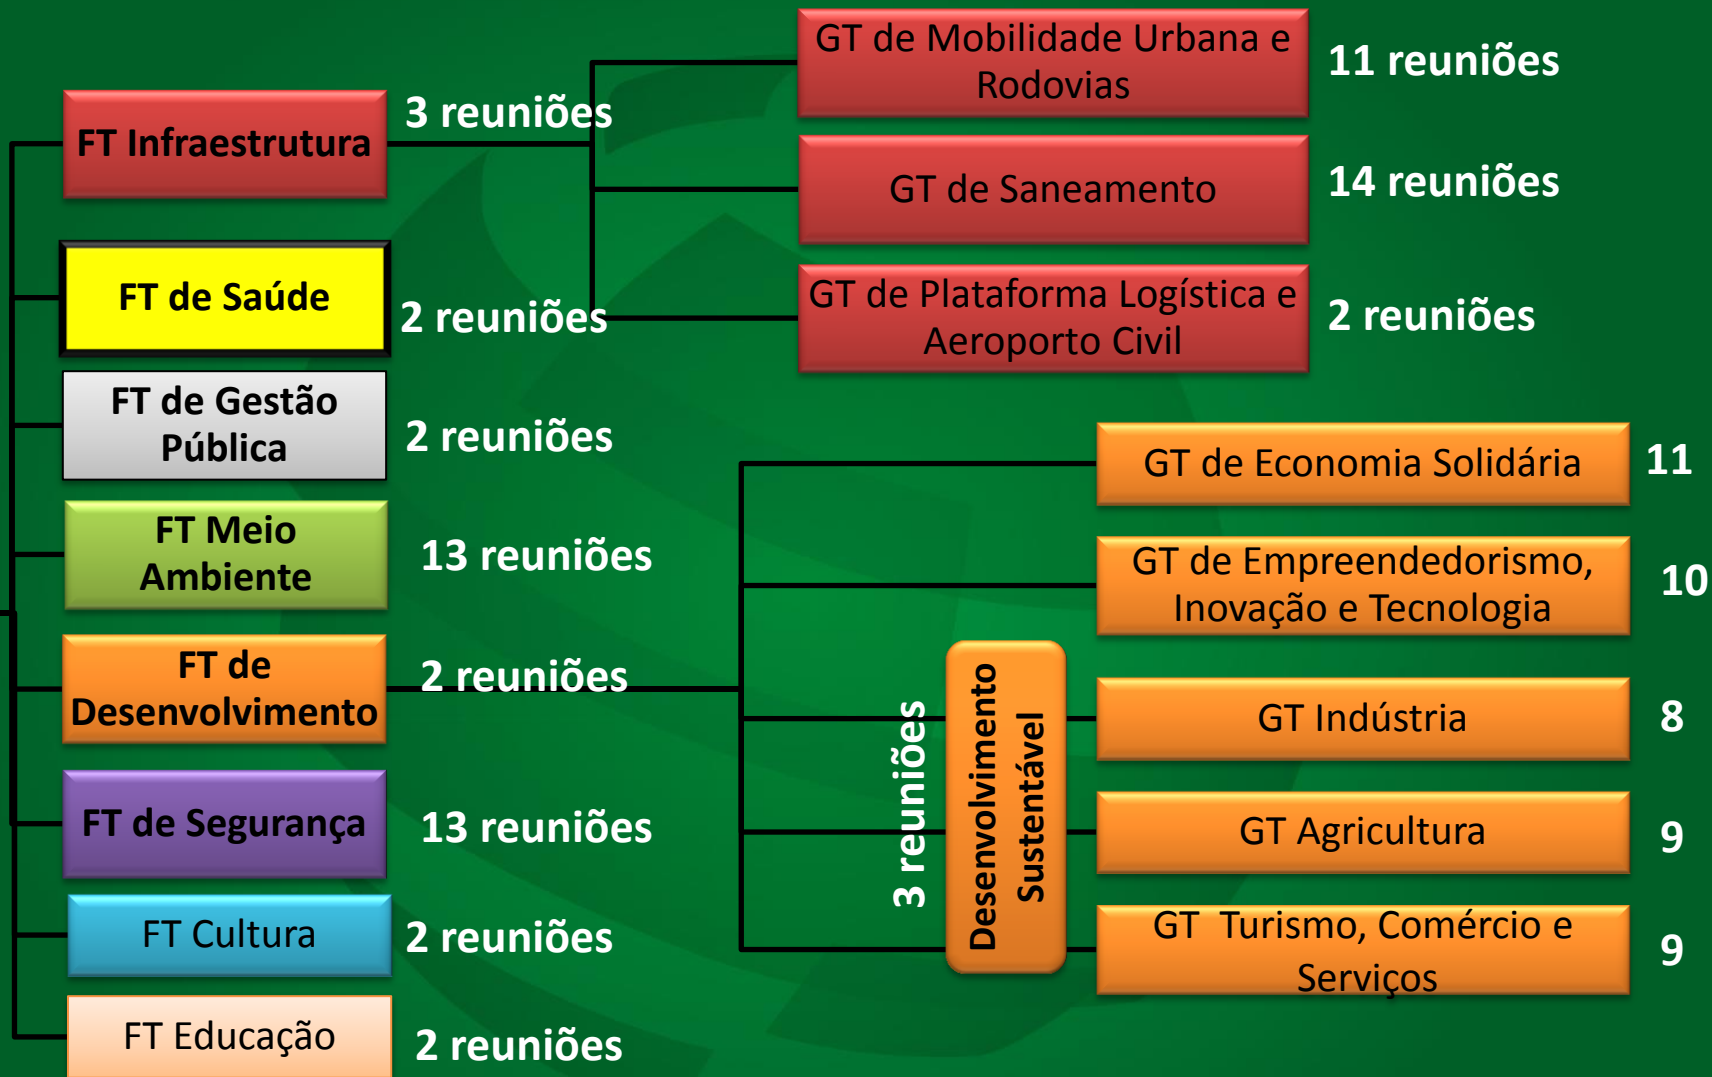 FT Infraestrutura
3 reuniões
GT de Mobilidade Urbana e
Rodovias
11 reuniões
GT de Saneamento
14 reuniões
GT de Plataforma Logística e
Aeroporto Civil
2 reuniões
FT de Saúde
2 reuniões
FT de Gestão
Pública
2 reuniões
FT Meio
Ambiente
13 reuniões
FT de
Desenvolvimento
2 reuniões
GT de Economia Solidária
11
GT de Empreendedorismo,
Inovação e Tecnologia
10
3 reuniões
Desenvolvimento
Sustentável
GT Indústria
8
GT Agricultura
9
GT Turismo, Comércio e
Serviços
9
FT de Segurança
13 reuniões
FT Cultura
2 reuniões
FT Educação
2 reuniões